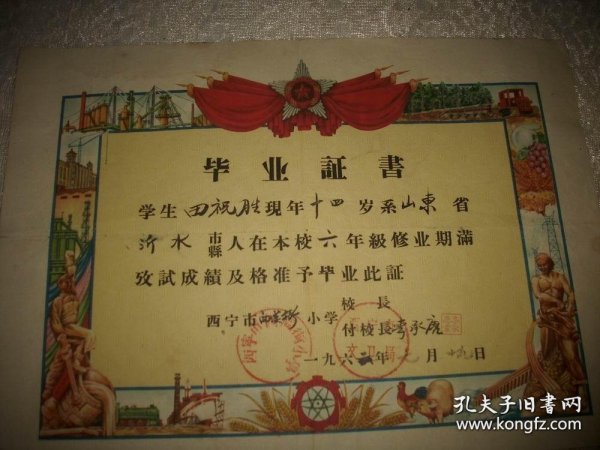 毕业証書
学生田祝胜現年十四岁系山東省
沂水市縣人在本校六年級修业期滿
攷試成績及格准予毕业此証
西宁市 小学校長
付校長李承庭
一九六 年 月 日
孔夫子旧书网
www.kongfz.com